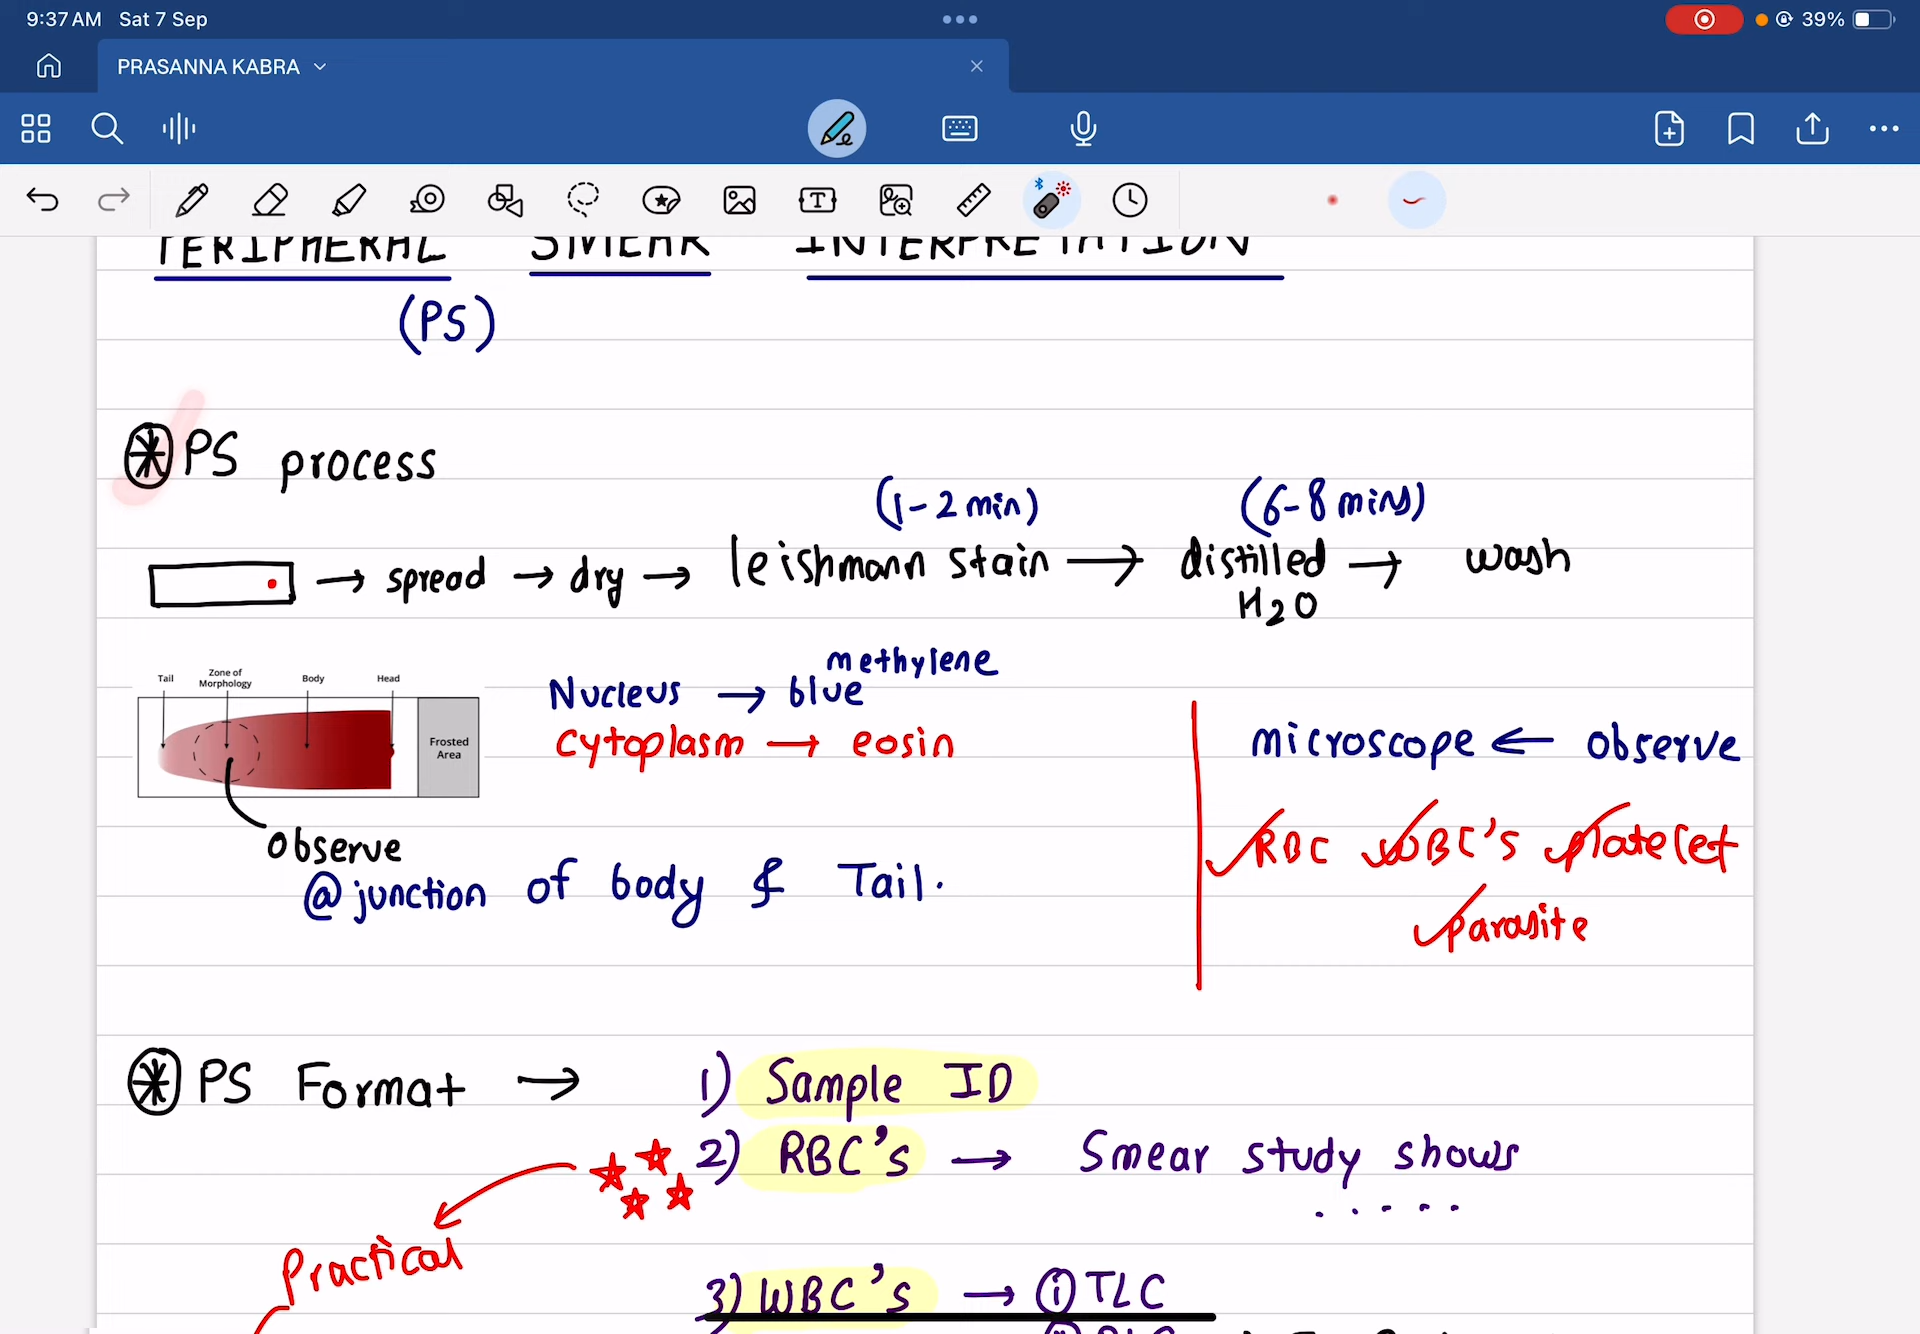 9:37 AM Sat 7 Sep
39%
PRASANNA KABRA
PERIPHERAL SMEAR INTERPRETATION
(PS)
PS process
(1-2 min) (6-8 mins)
→ spread → dry → leishmann stain → distilled → wash
H2O
Tail Zone of Morphology Body Head
Frosted Area
methylene
Nucleus → blue
cytoplasm → eosin
microscope ← observe
RBC WBC's platelet
parasite
observe
@ junction of body & Tail.
PS Format → 1) Sample ID
2) RBC's → Smear study shows
.....
Practical
3) WBC's → (i) TLC